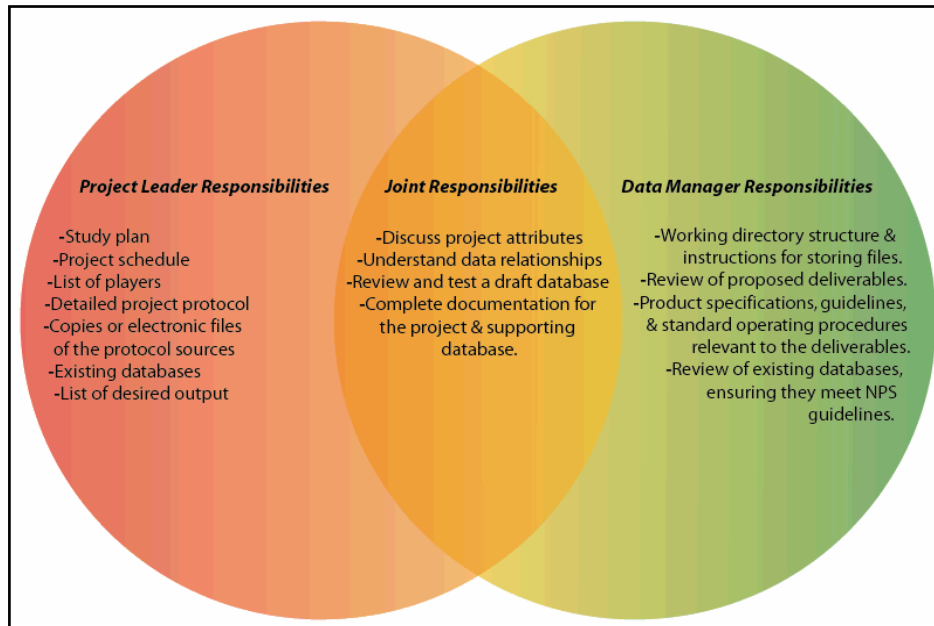 Project Leader Responsibilities
-Study plan
-Project schedule
-List of players
-Detailed project protocol
-Copies or electronic files
of the protocol sources
-Existing databases
-List of desired output
Joint Responsibilities
-Discuss project attributes
-Understand data relationships
-Review and test a draft database
-Complete documentation for
the project & supporting
database.
Data Manager Responsibilities
-Working directory structure &
instructions for storing files.
-Review of proposed deliverables.
-Product specifications, guidelines,
& standard operating procedures
relevant to the deliverables.
-Review of existing databases,
ensuring they meet NPS
guidelines.